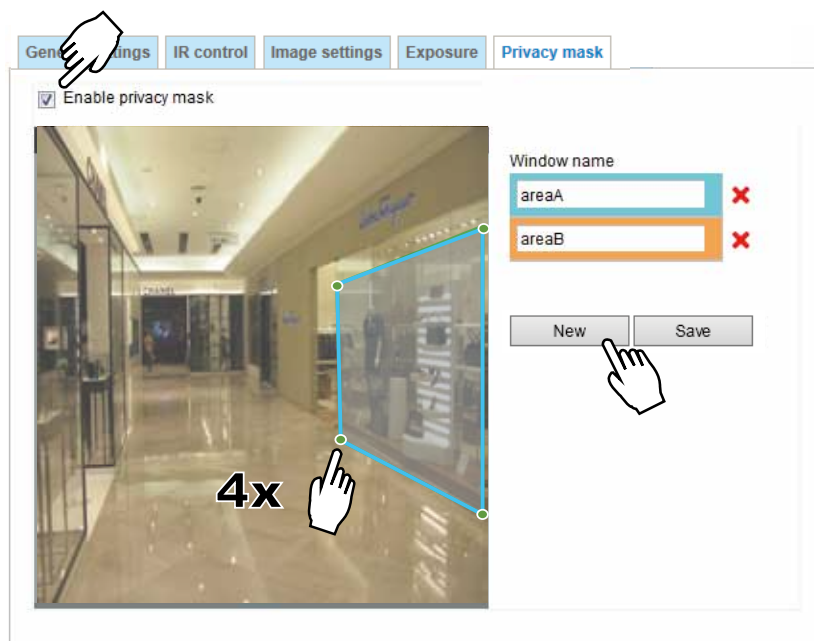 Gen tings IR control Image settings Exposure Privacy mask
Enable privacy mask
Window name
areaA
areaB
CHANEL
New Save
4x